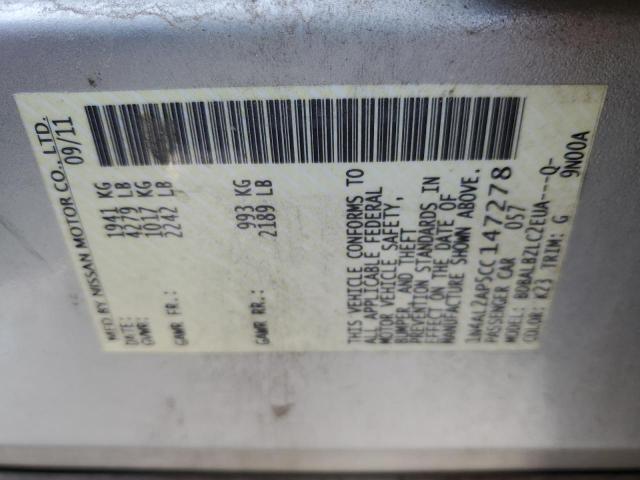 MFD BY NISSAN MOTOR CO., LTD.
DATE: 09/11
GVWR: 1941 KG
4279 LB
GAWR FR.: 1017 KG
2242 LB
GAWR RR.: 993 KG
2189 LB
THIS VEHICLE CONFORMS TO
ALL APPLICABLE FEDERAL
MOTOR VEHICLE SAFETY,
BUMPER, AND THEFT
PREVENTION STANDARDS IN
EFFECT ON THE DATE OF
MANUFACTURE SHOWN ABOVE.
1N4AL2AP5CC147278
PASSENGER CAR 057
MODEL: BDBALBZLC2EUA---Q-
COLOR: K23 TRIM: G 9N00A